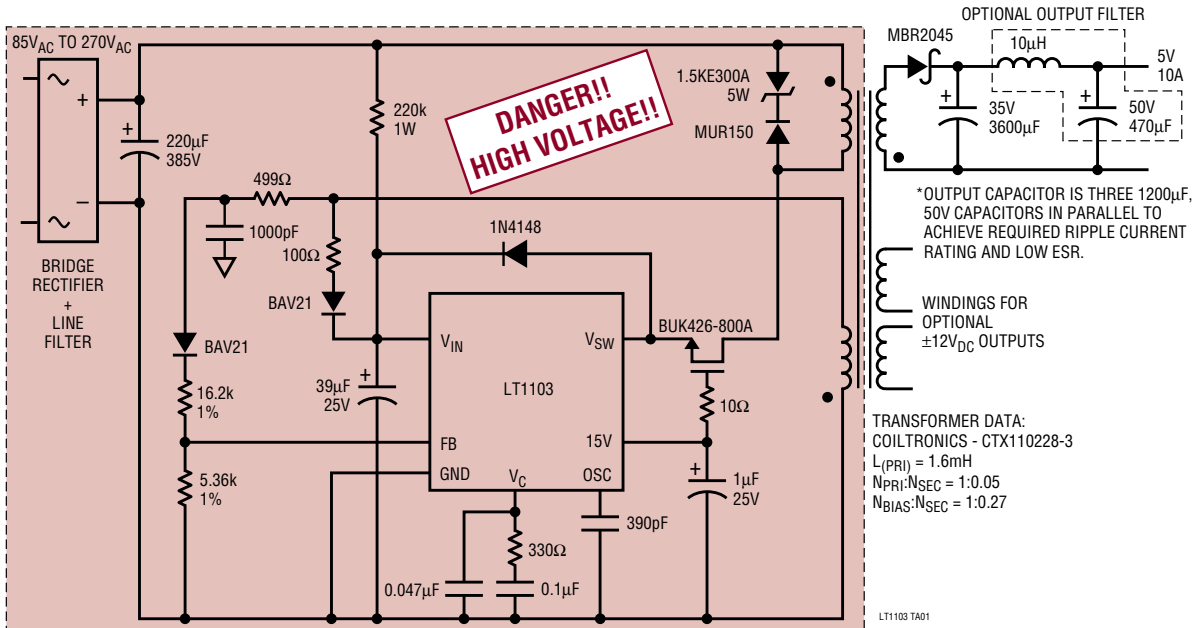 85VAC TO 270VAC
+
−
+
220µF
385V
BRIDGE
RECTIFIER
+
LINE
FILTER
220k
1W
DANGER!!
HIGH VOLTAGE!!
1.5KE300A
5W
MUR150
499Ω
1000pF
100Ω
BAV21
1N4148
BAV21
16.2k
1%
5.36k
1%
+
39µF
25V
VIN
VSW
LT1103
FB
15V
GND
VC
OSC
BUK426-800A
10Ω
+
1µF
25V
390pF
330Ω
0.047µF
0.1µF
OPTIONAL OUTPUT FILTER
MBR2045
10µH
5V
10A
+
35V
3600µF
+
50V
470µF
*OUTPUT CAPACITOR IS THREE 1200µF,
50V CAPACITORS IN PARALLEL TO
ACHIEVE REQUIRED RIPPLE CURRENT
RATING AND LOW ESR.
WINDINGS FOR
OPTIONAL
±12VDC OUTPUTS
TRANSFORMER DATA:
COILTRONICS - CTX110228-3
L(PRI) = 1.6mH
NPRI:NSEC = 1:0.05
NBIAS:NSEC = 1:0.27
LT1103 TA01